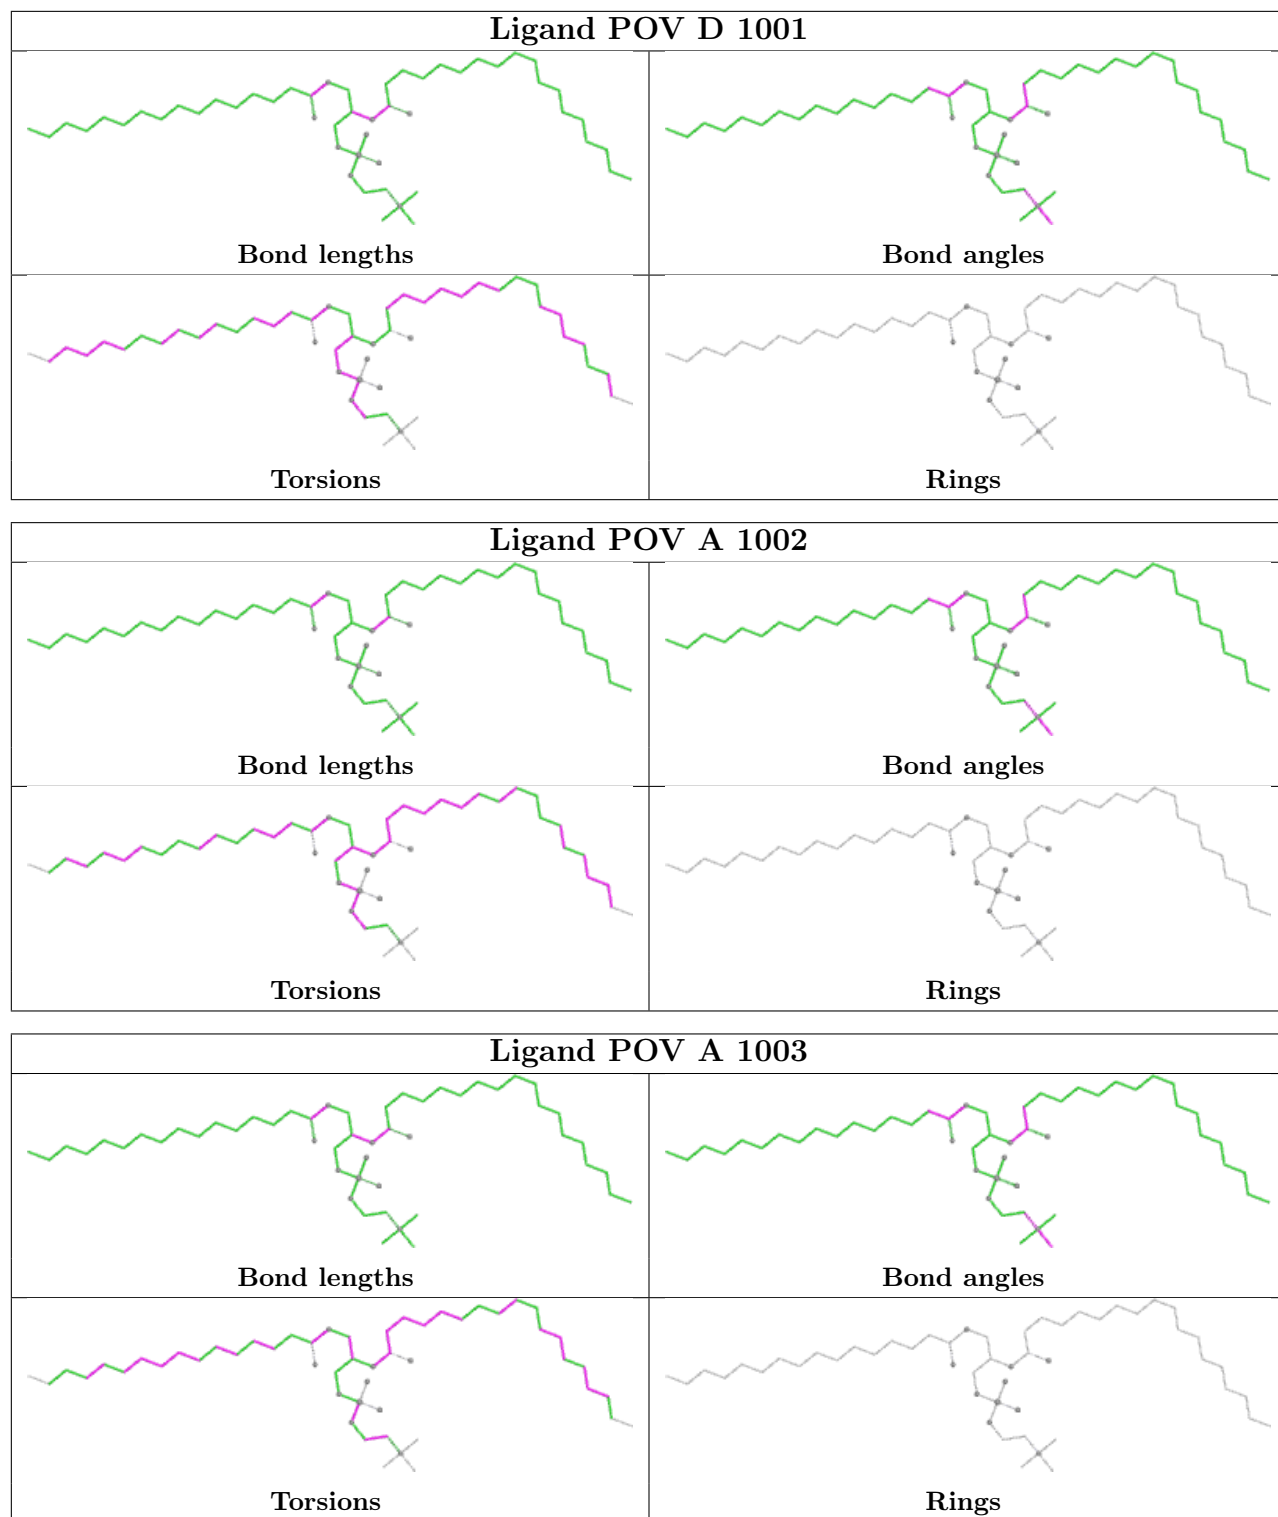 Ligand POV D 1001
Bond lengths
Bond angles
Torsions
Rings
Ligand POV A 1002
Bond lengths
Bond angles
Torsions
Rings
Ligand POV A 1003
Bond lengths
Bond angles
Torsions
Rings